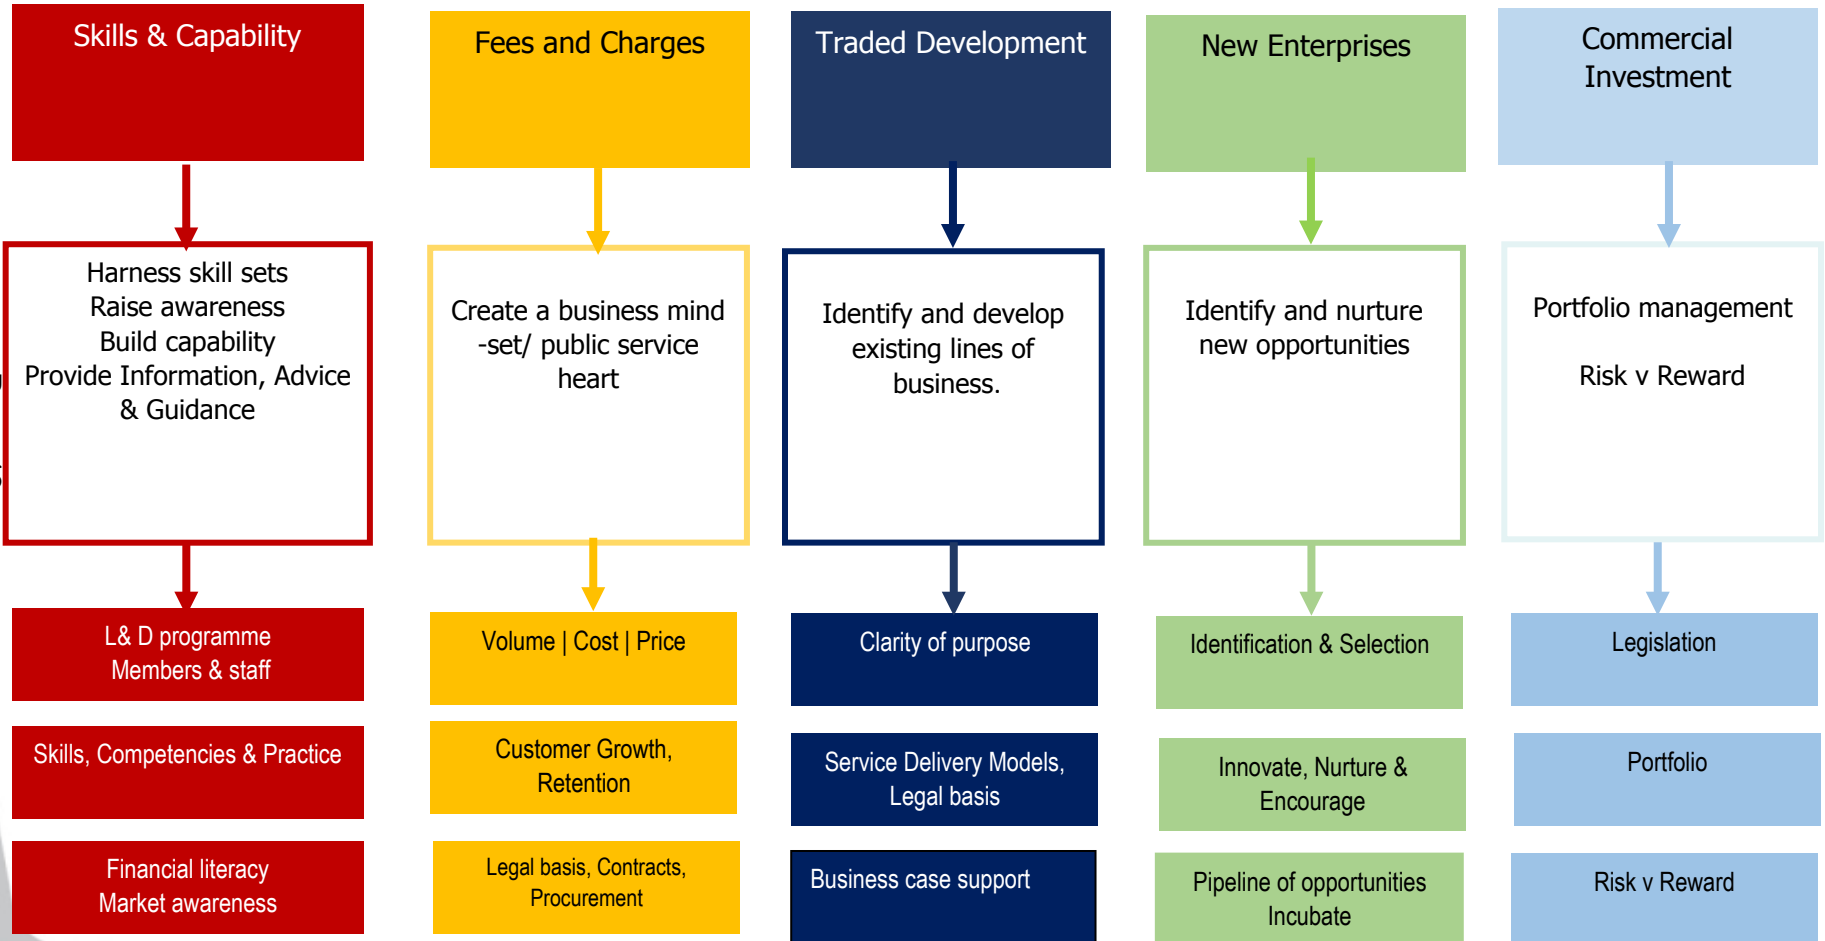 Skills & Capability
Fees and Charges
Traded Development
New Enterprises
Commercial
Investment
Harness skill sets
Raise awareness
Build capability
Provide Information, Advice
& Guidance
Create a business mind
-set/ public service
heart
Identify and develop
existing lines of
business.
Identify and nurture
new opportunities
Portfolio management
Risk v Reward
L& D programme
Members & staff
Volume | Cost | Price
Clarity of purpose
Identification & Selection
Legislation
Skills, Competencies & Practice
Customer Growth,
Retention
Service Delivery Models,
Legal basis
Innovate, Nurture &
Encourage
Portfolio
Financial literacy
Market awareness
Legal basis, Contracts,
Procurement
Business case support
Pipeline of opportunities
Incubate
Risk v Reward